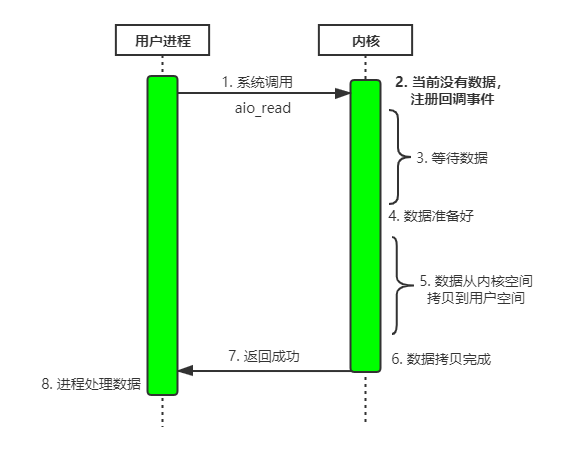 用户进程
内核
1. 系统调用
aio_read
2. 当前没有数据，
注册回调事件
3. 等待数据
4. 数据准备好
5. 数据从内核空间
拷贝到用户空间
6. 数据拷贝完成
7. 返回成功
8. 进程处理数据